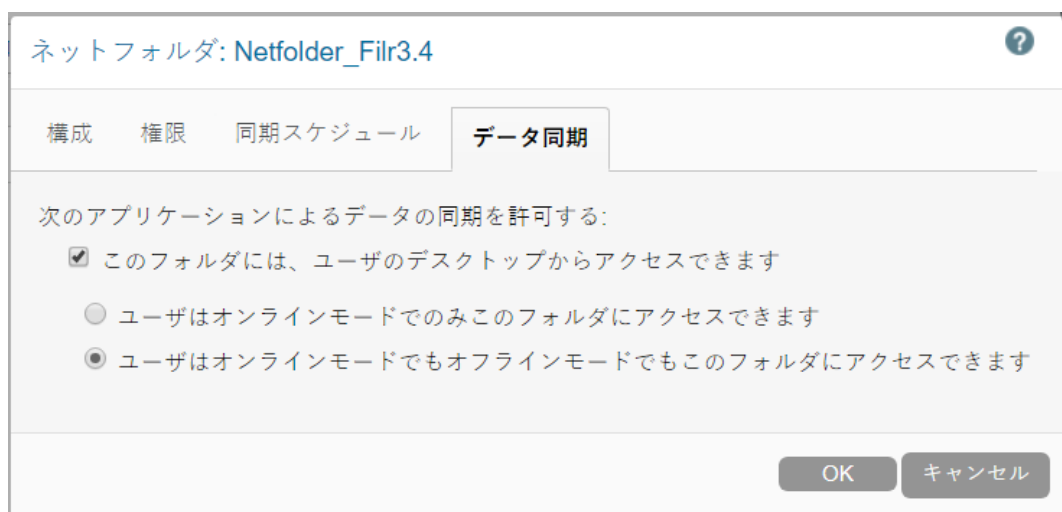 ネットフォルダ: Netfolder_Filr3.4
?
構成 権限 同期スケジュール データ同期
次のアプリケーションによるデータの同期を許可する:
このフォルダには、ユーザのデスクトップからアクセスできます
ユーザはオンラインモードでのみこのフォルダにアクセスできます
ユーザはオンラインモードでもオフラインモードでもこのフォルダにアクセスできます
OK キャンセル